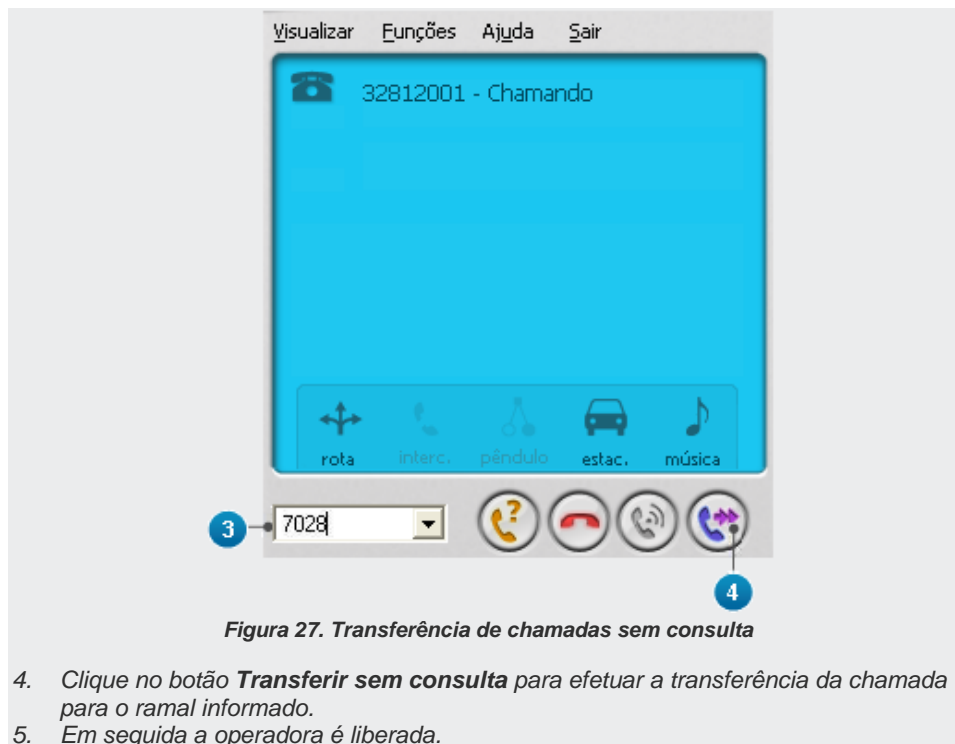 Visualizar Funções Ajuda Sair
32812001 - Chamando
rota interc. pêndulo estac. música
3 7028
4
Figura 27. Transferência de chamadas sem consulta
4. Clique no botão Transferir sem consulta para efetuar a transferência da chamada
para o ramal informado.
5. Em seguida a operadora é liberada.